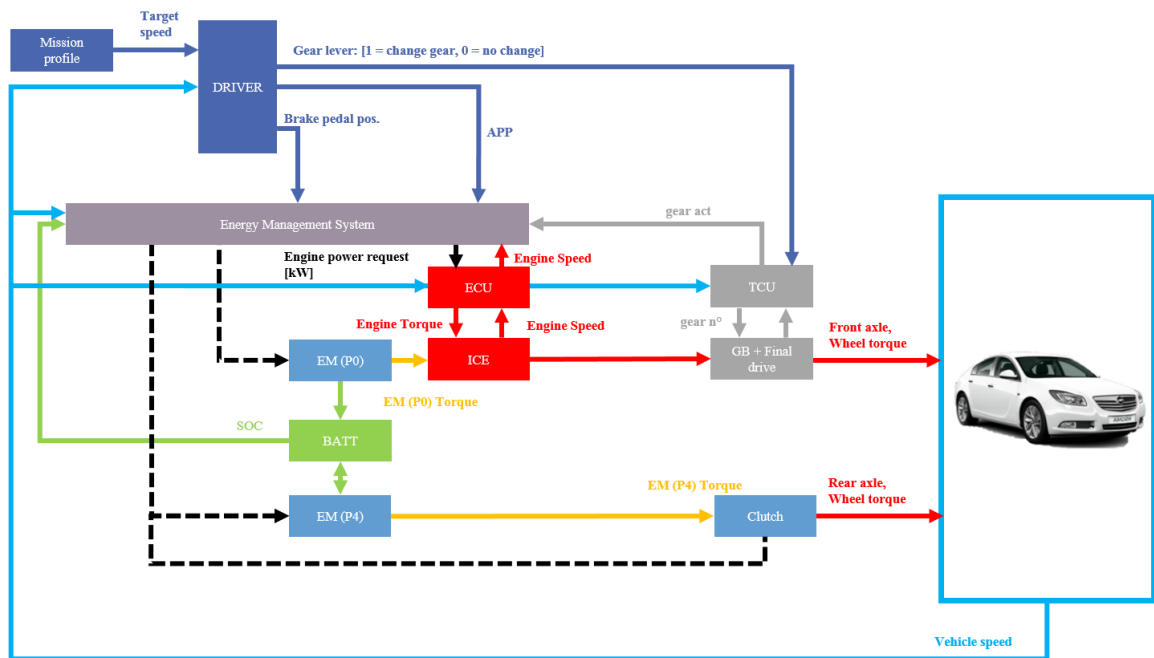 Target
speed
Mission
profile
Gear lever: [1 = change gear, 0 = no change]
DRIVER
Brake pedal pos.
APP
gear act
Energy Management System
Engine power request
[kW]
Engine Speed
ECU
TCU
Engine Torque
Engine Speed
gear n°
Front axle,
Wheel torque
EM (P0)
ICE
GB + Final
drive
EM (P0) Torque
SOC
BATT
EM (P4) Torque
Rear axle,
Wheel torque
EM (P4)
Clutch
Vehicle speed